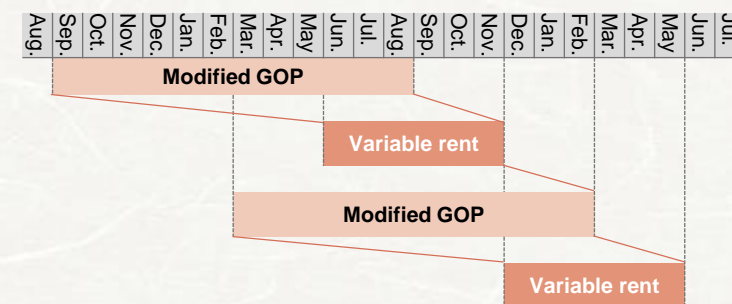 Aug. Sep. Oct. Nov. Dec. Jan. Feb. Mar. Apr. May Jun. Jul. Aug. Sep. Oct. Nov. Dec. Jan. Feb. Mar. Apr. May Jun. Jul.
Modified GOP
Variable rent
Modified GOP
Variable rent